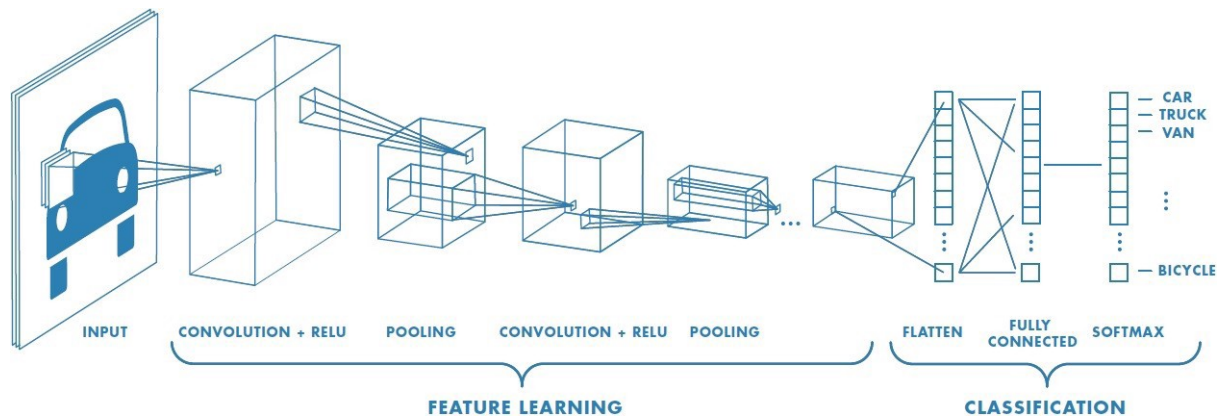 CAR
TRUCK
VAN
BICYCLE
INPUT
CONVOLUTION + RELU
POOLING
CONVOLUTION + RELU
POOLING
FLATTEN
FULLY
CONNECTED
SOFTMAX
FEATURE LEARNING
CLASSIFICATION